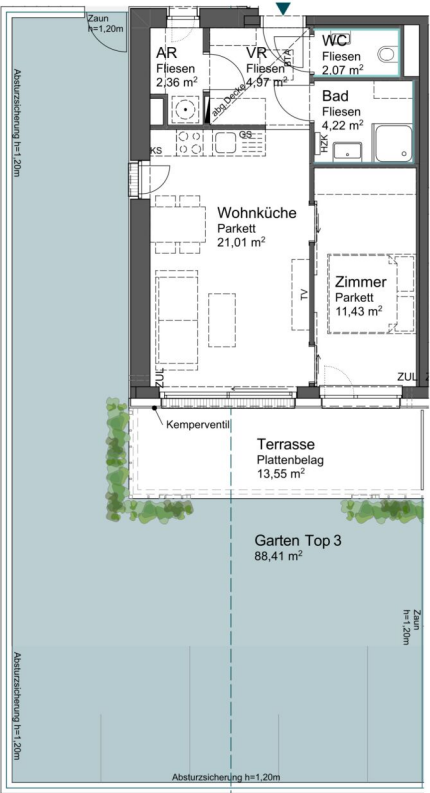 Zaun
h=1,20m
Absturzsicherung h=1,20m
AR
Fliesen
2,36 m²
VR
Fliesen
4,97 m²
abg Decke
BTA
WC
Fliesen
2.07 m²
Bad
Fliesen
4,22 m²
HZK
KS
GS
Wohnküche
Parkett
21,01 m²
TV
Zimmer
Parkett
11,43 m²
ZUL
ZUL
Kemperventil
Terrasse
Plattenbelag
13,55 m²
Garten Top 3
88,41 m²
Zaun
h=1,20m
Absturzsicherung h=1,20m
Absturzsicherung h=1,20m